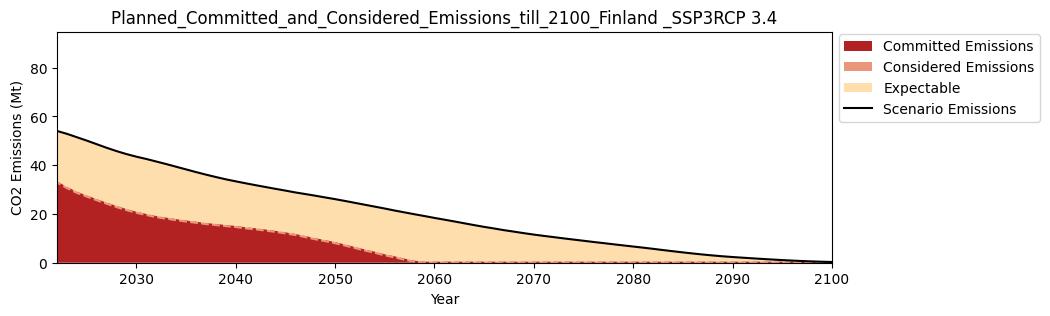 Planned_Committed_and_Considered_Emissions_till_2100_Finland _SSP3RCP 3.4
Committed Emissions
Considered Emissions
Expectable
Scenario Emissions
CO2 Emissions (Mt)
80
60
40
20
0
2030 2040 2050 2060 2070 2080 2090 2100
Year